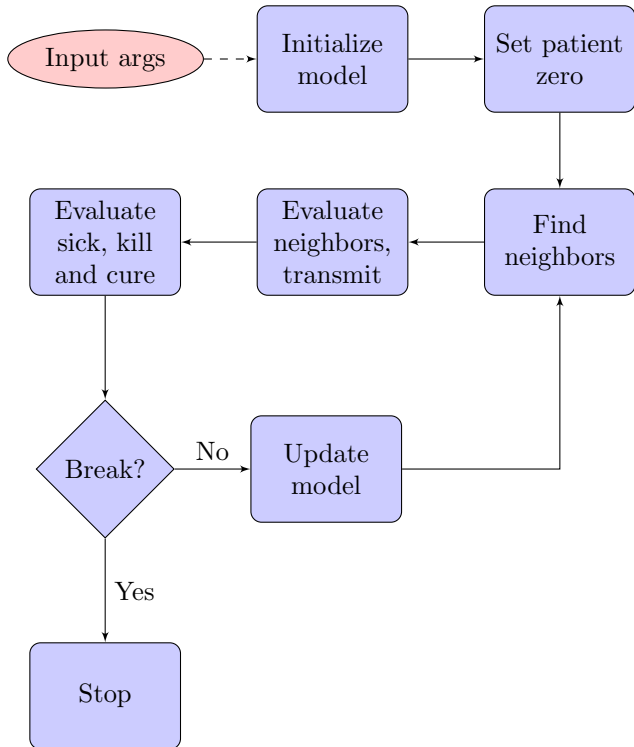 Input args
Initialize
model
Set patient
zero
Evaluate
sick, kill
and cure
Evaluate
neighbors,
transmit
Find
neighbors
Break?
No
Update
model
Yes
Stop